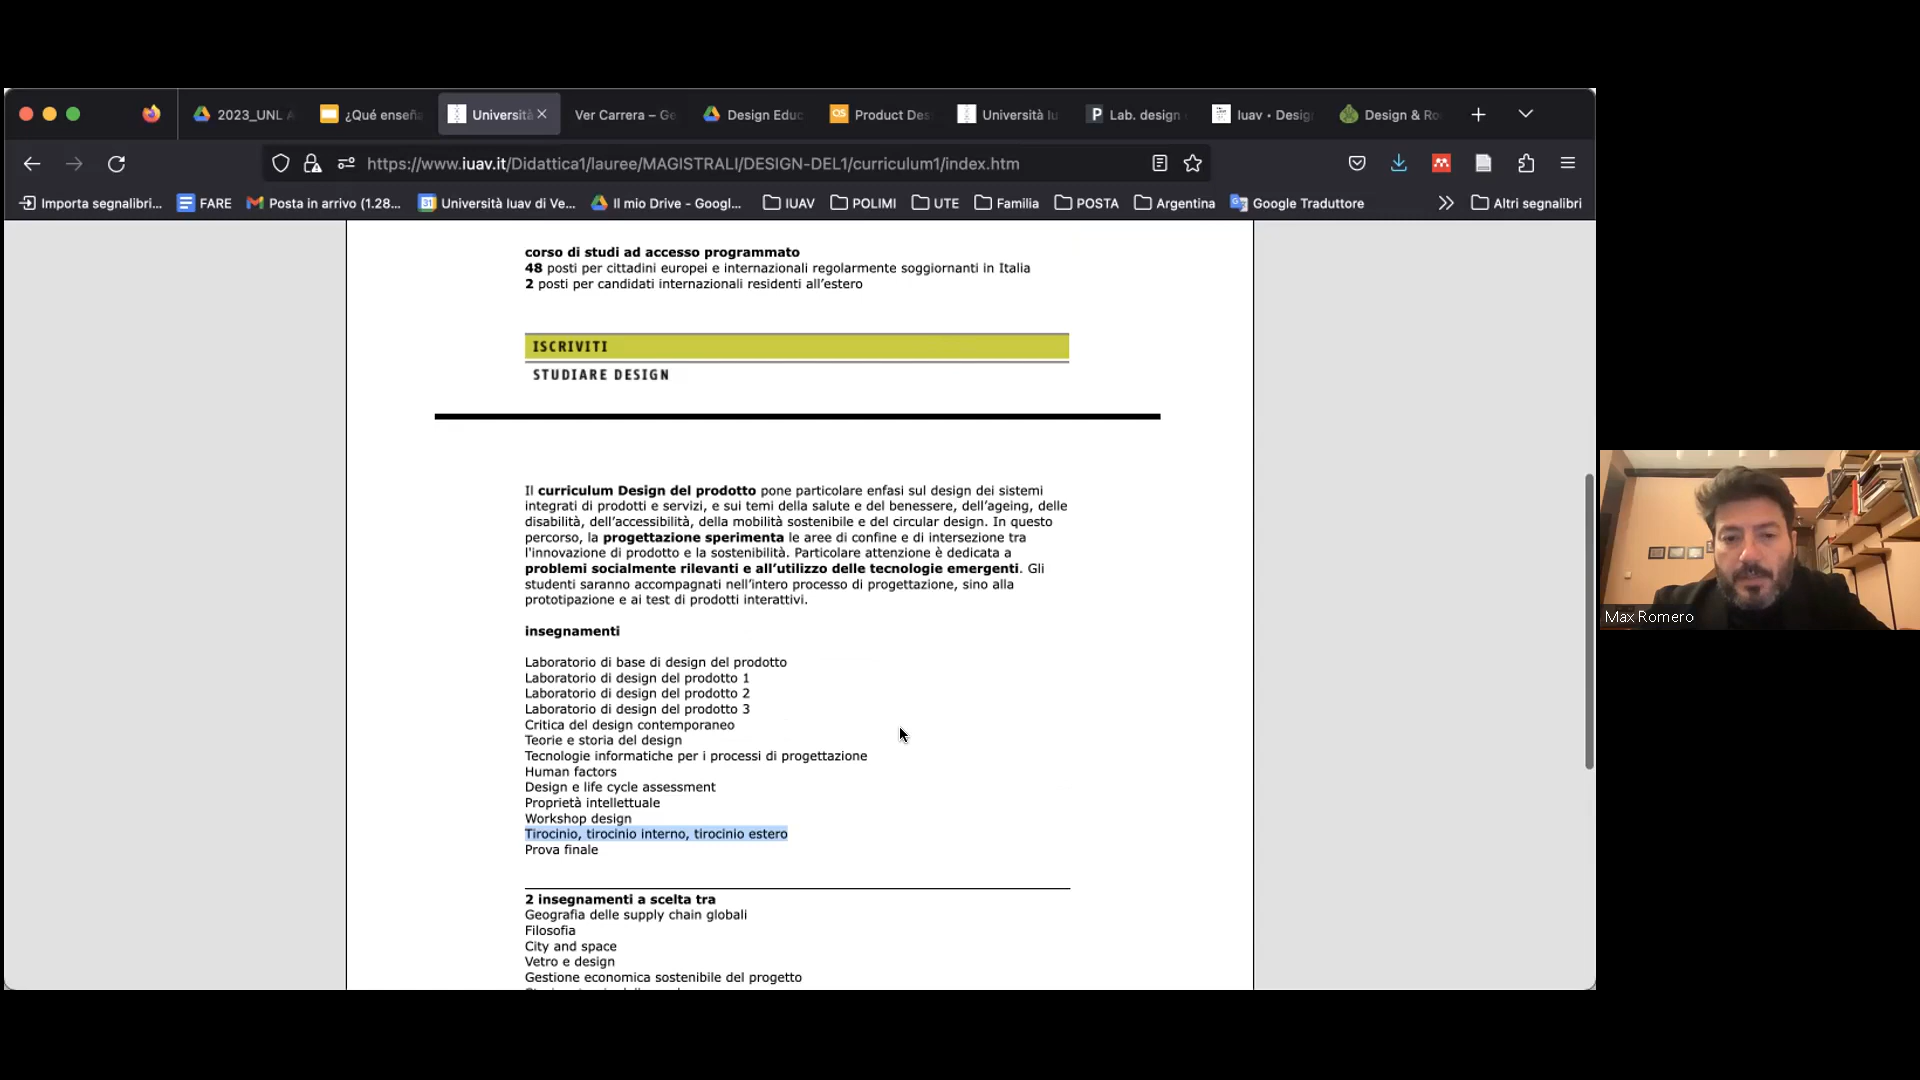 2023_UNL
¿Qué enseñ
Universit
Ver Carrera – G
Design Educ
Product Des
Università Iu
Lab. design
Iuav • Desig
Design & Ro
https://www.iuav.it/Didattica1/lauree/MAGISTRALI/DESIGN-DEL1/curriculum1/index.htm
Importa segnalibri...
FARE
Posta in arrivo (1.28...
31
Università Iuav di Ve...
Il mio Drive - Googl...
IUAV
POLIMI
UTE
Familia
POSTA
Argentina
Google Traduttore
Altri segnalibri
corso di studi ad accesso programmato
48 posti per cittadini europei e internazionali regolarmente soggiornanti in Italia
2 posti per candidati internazionali residenti all'estero
ISCRIVITI
STUDIARE DESIGN
Il curriculum Design del prodotto pone particolare enfasi sul design dei sistemi
integrati di prodotti e servizi, e sui temi della salute e del benessere, dell'ageing, delle
disabilità, dell'accessibilità, della mobilità sostenibile e del circular design. In questo
percorso, la progettazione sperimenta le aree di confine e di intersezione tra
l'innovazione di prodotto e la sostenibilità. Particolare attenzione è dedicata a
problemi socialmente rilevanti e all'utilizzo delle tecnologie emergenti. Gli
studenti saranno accompagnati nell'intero processo di progettazione, sino alla
prototipazione e ai test di prodotti interattivi.
insegnamenti
Laboratorio di base di design del prodotto
Laboratorio di design del prodotto 1
Laboratorio di design del prodotto 2
Laboratorio di design del prodotto 3
Critica del design contemporaneo
Teorie e storia del design
Tecnologie informatiche per i processi di progettazione
Human factors
Design e life cycle assessment
Proprietà intellettuale
Workshop design
Tirocinio, tirocinio interno, tirocinio estero
Prova finale
2 insegnamenti a scelta tra
Geografia delle supply chain globali
Filosofia
City and space
Vetro e design
Gestione economica sostenibile del progetto
Max Romero